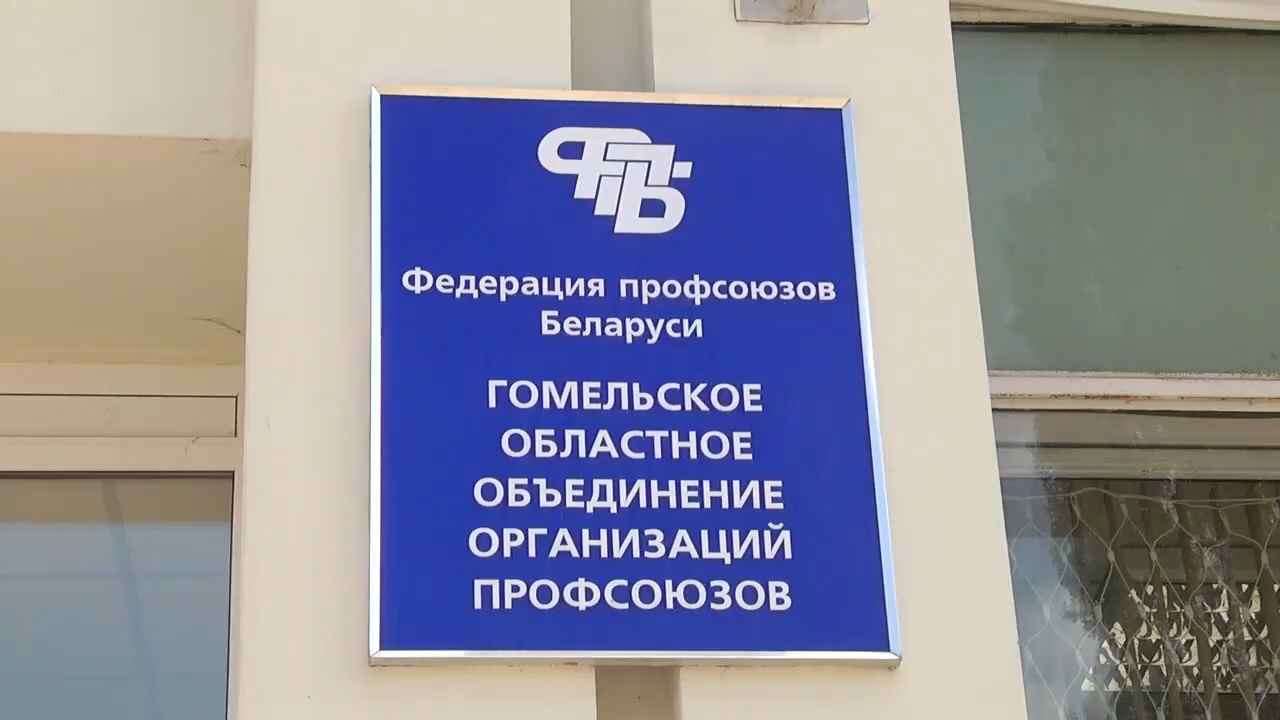 ФПБ
Федерация профсоюзов
Беларуси
ГОМЕЛЬСКОЕ
ОБЛАСТНОЕ
ОБЪЕДИНЕНИЕ
ОРГАНИЗАЦИЙ
ПРОФСОЮЗОВ